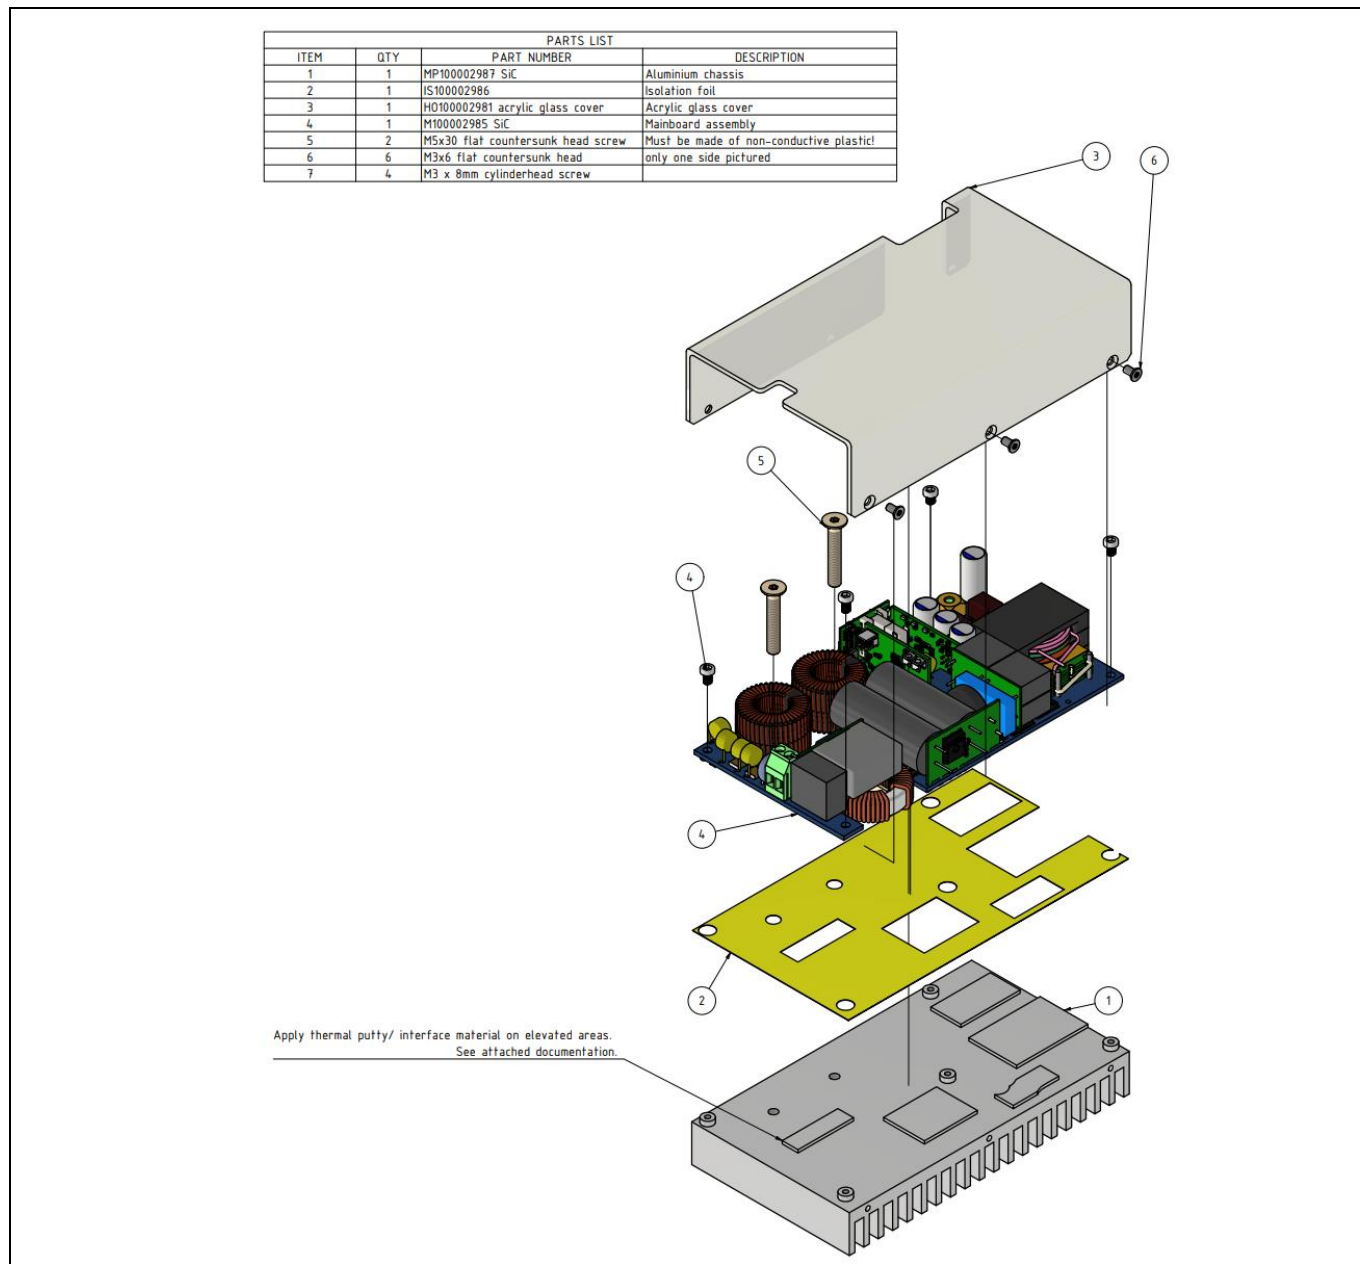 PARTS LIST
ITEM QTY PART NUMBER DESCRIPTION
1 1 MP100002987 SiC Aluminium chassis
2 1 IS100002986 Isolation foil
3 1 HO100002981 acrylic glass cover Acrylic glass cover
4 1 M100002985 SiC Mainboard assembly
5 2 M5x30 flat countersunk head screw Must be made of non-conductive plastic!
6 6 M3x6 flat countersunk head only one side pictured
7 4 M3 x 8mm cylinderhead screw
3
6
5
4
4
2
1
Apply thermal putty/ interface material on elevated areas.
See attached documentation.